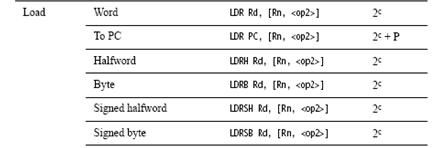 Load Word LDR Rd, [Rn, <op2>] 2ᶜ
To PC LDR PC, [Rn, <op2>] 2ᶜ + P
Halfword LDRH Rd, [Rn, <op2>] 2ᶜ
Byte LDRB Rd, [Rn, <op2>] 2ᶜ
Signed halfword LDRSH Rd, [Rn, <op2>] 2ᶜ
Signed byte LDRSB Rd, [Rn, <op2>] 2ᶜ